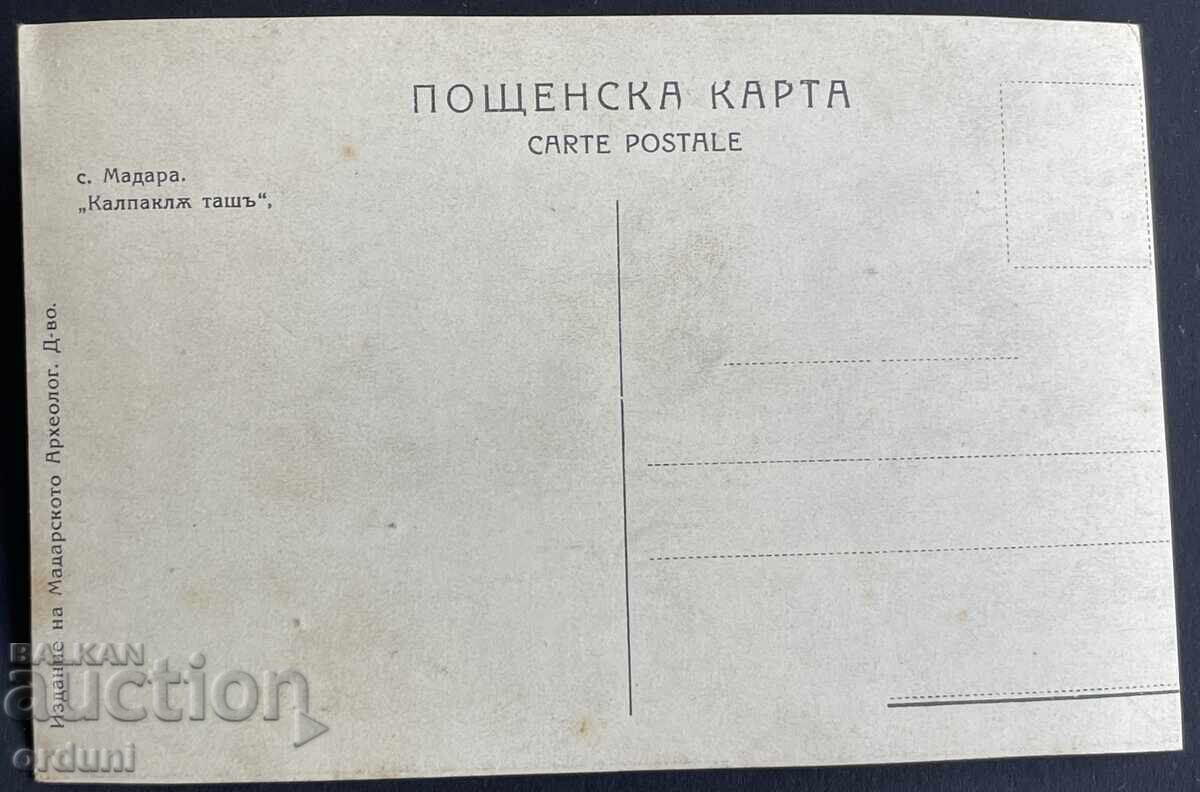 ПОЩЕНСКА КАРТА
CARTE POSTALE
с. Мадара.
„Калпаклѫ ташъ“,
Издание на Мадарското Археолог. Д-во.
BALKAN
auction
orduni